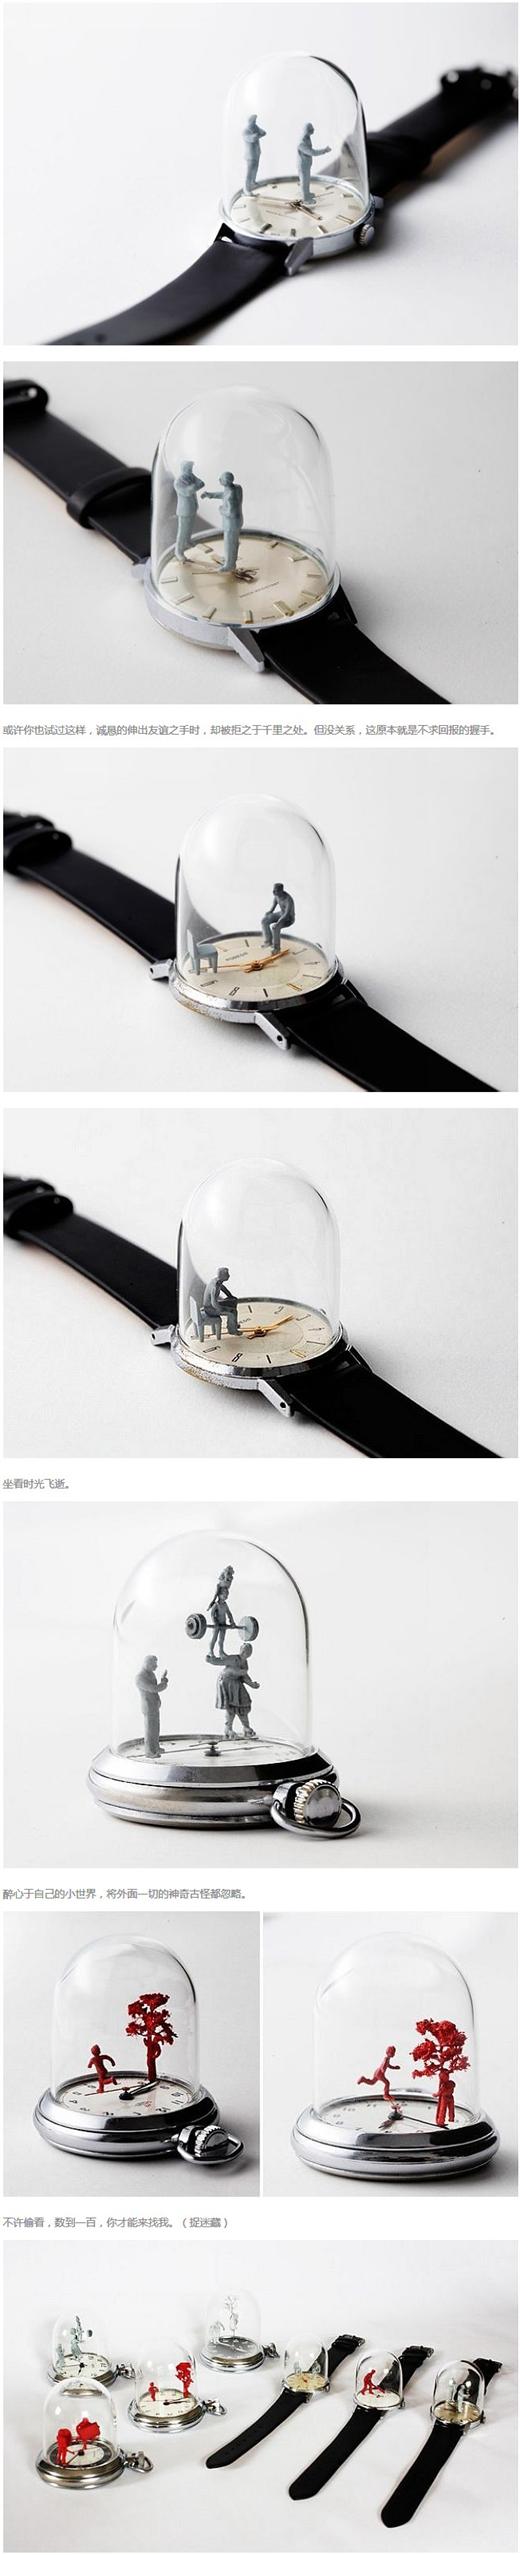 或许你也试过这样，诚恳的伸出友谊之手时，却被拒之于千里之处。但没关系，这原本就是不求回报的握手。
坐看时光飞逝。
醉心于自己的小世界，将外面一切的神奇古怪都忽略。
不许偷看，数到一百，你才能来找我。（捉迷藏）